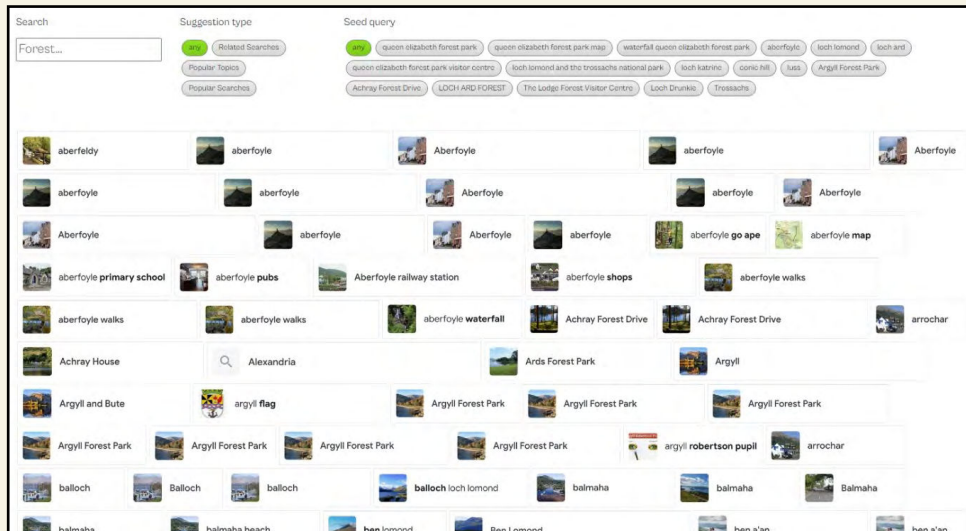 Search Suggestion type Seed query
Forest...
any Related Searches
Popular Topics
Popular Searches
any queen elizabeth forest park queen elizabeth forest park map waterfall queen elizabeth forest park aberfoyle loch lomond loch ard
queen elizabeth forest park visitor centre loch lomond and the trossachs national park loch katrine conic hill luss Argyll Forest Park
Achray Forest Drive LOCH ARD FOREST The Lodge Forest Visitor Centre Loch Drunkie Trossachs
aberfeldy aberfoyle Aberfoyle aberfoyle Aberfoyle
aberfoyle aberfoyle Aberfoyle aberfoyle Aberfoyle
Aberfoyle aberfoyle Aberfoyle aberfoyle aberfoyle go ape aberfoyle map
aberfoyle primary school aberfoyle pubs Aberfoyle railway station aberfoyle shops aberfoyle walks
aberfoyle walks aberfoyle walks aberfoyle waterfall Achray Forest Drive Achray Forest Drive arrochar
Achray House Alexandria Ards Forest Park Argyll
Argyll and Bute argyll flag Argyll Forest Park Argyll Forest Park Argyll Forest Park
Argyll Forest Park Argyll Forest Park Argyll Forest Park Argyll Forest Park argyll robertson pupil arrochar
balloch Balloch balloch balloch loch lomond balmaha balmaha Balmaha
balmaha balmaha beach ben lomond Ben Lomond ben a'an ben a'an